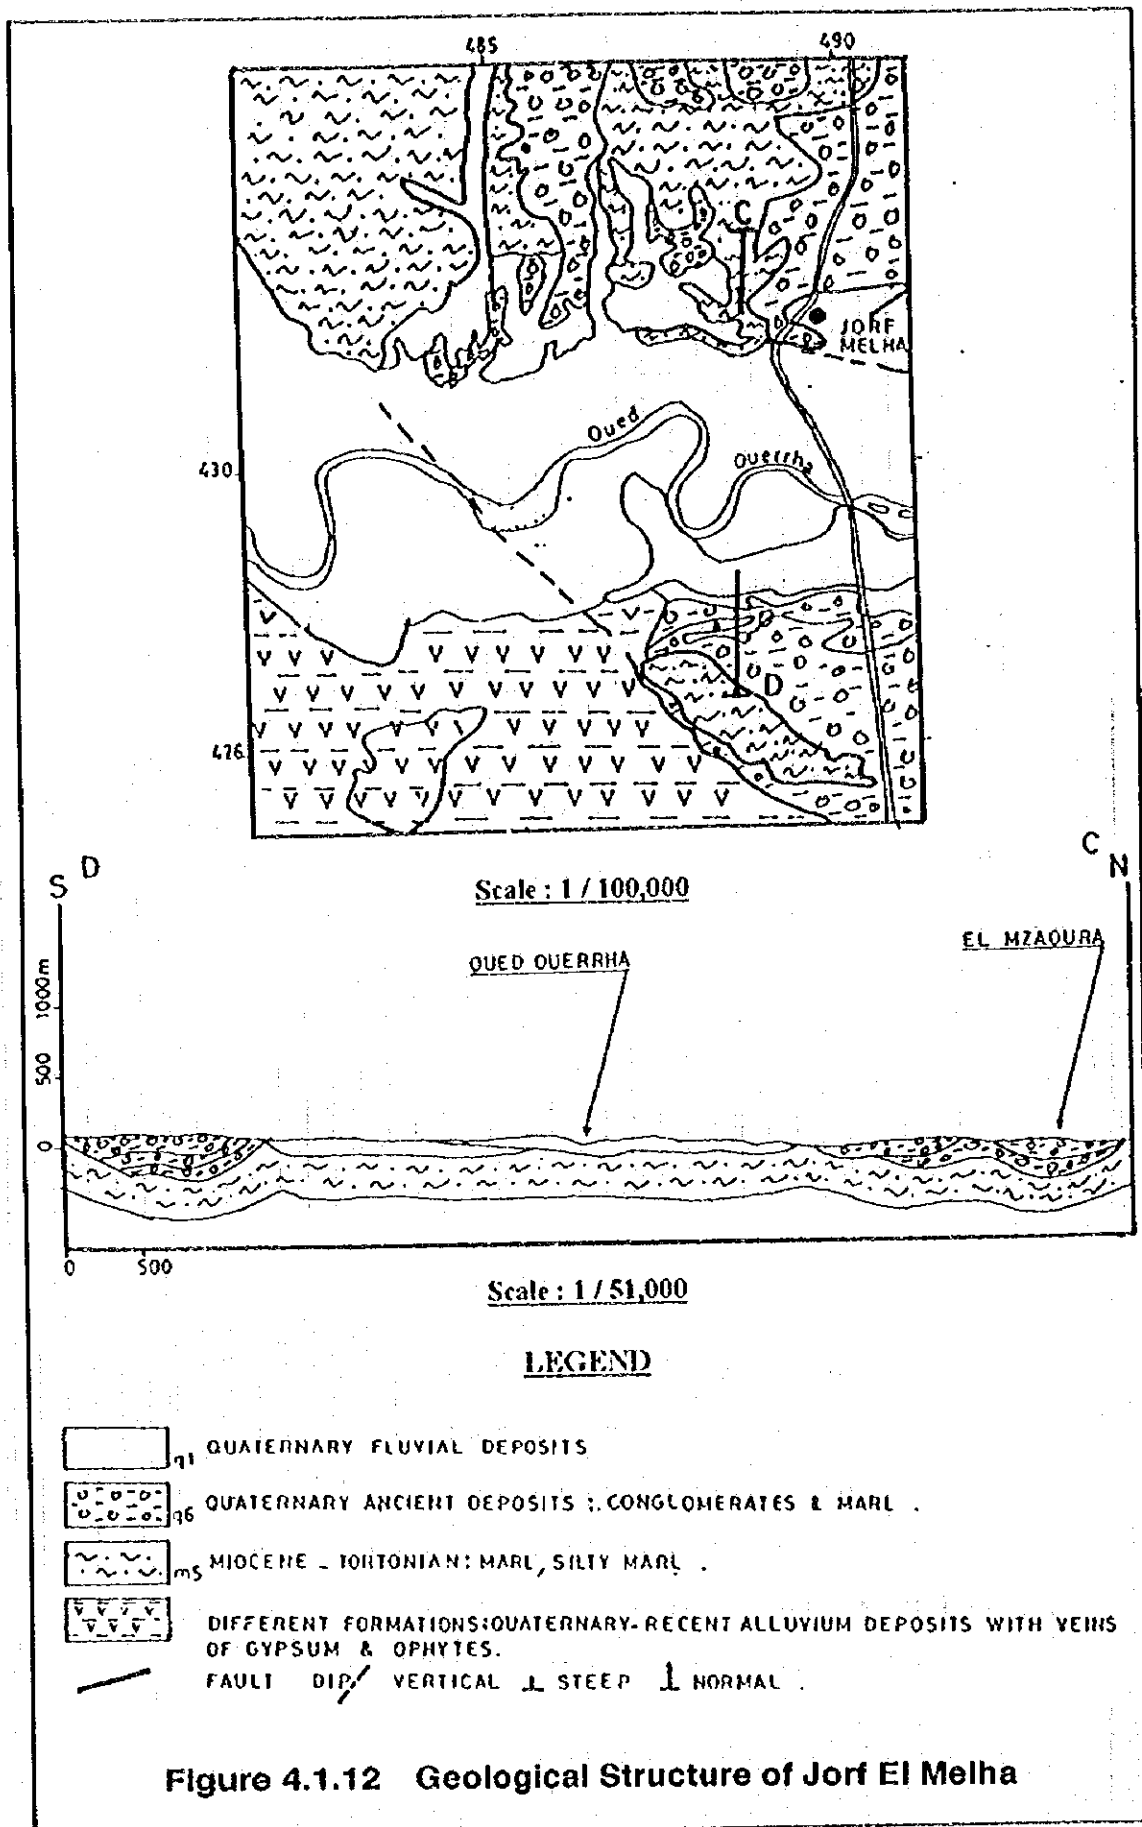 485
490
C
JORF
MELHA
Oued
Ouerrha
430
D
426
S D
C N
Scale : 1 / 100,000
OUED OUERRHA
EL MZAOURA
1000m
500
0
0 500
Scale : 1 / 51,000
LEGEND
q1 QUATERNARY FLUVIAL DEPOSITS
q6 QUATERNARY ANCIENT DEPOSITS : CONGLOMERATES & MARL .
m5 MIOCENE - TORTONIAN: MARL, SILTY MARL .
DIFFERENT FORMATIONS:QUATERNARY-RECENT ALLUVIUM DEPOSITS WITH VEINS
OF GYPSUM & OPHYTES.
FAULT DIP/ VERTICAL ⊥ STEEP ⊥ NORMAL .
Figure 4.1.12 Geological Structure of Jorf El Melha